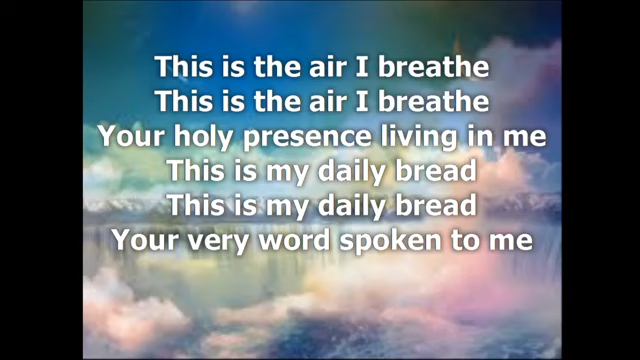 This is the air I breathe
This is the air I breathe
Your holy presence living in me
This is my daily bread
This is my daily bread
Your very word spoken to me